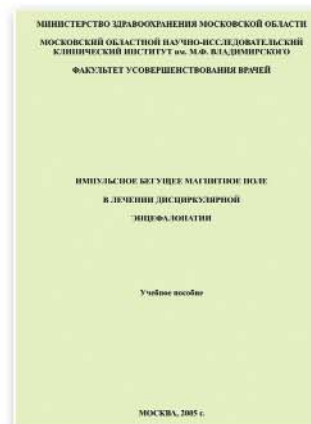 МИНИСТЕРСТВО ЗДРАВООХРАНЕНИЯ МОСКОВСКОЙ ОБЛАСТИ
МОСКОВСКИЙ ОБЛАСТНОЙ НАУЧНО-ИССЛЕДОВАТЕЛЬСКИЙ
КЛИНИЧЕСКИЙ ИНСТИТУТ им. М.Ф. ВЛАДИМИРСКОГО
ФАКУЛЬТЕТ УСОВЕРШЕНСТВОВАНИЯ ВРАЧЕЙ
ИМПУЛЬСНОЕ БЕГУЩЕЕ МАГНИТНОЕ ПОЛЕ
В ЛЕЧЕНИИ ДИСЦИРКУЛЯРНОЙ
ЭНЦЕФАЛОПАТИИ
Учебное пособие
МОСКВА, 2005 г.